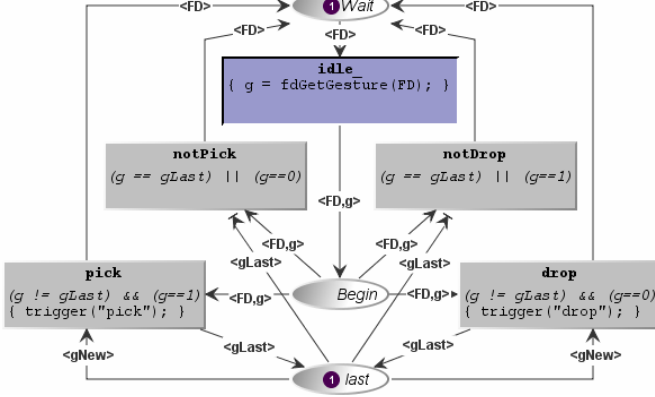 <FD>
1 Wait
<FD>
<FD>
<FD>
<FD>
idle_
{ g = fdGetGesture(FD); }
notPick
(g == gLast) || (g==0)
notDrop
(g == gLast) || (g==1)
<FD,g>
<FD,g>
<FD,g>
<gLast>
<gLast>
pick
(g != gLast) && (g==1)
{ trigger("pick"); }
<FD,g>
Begin
<FD,g>
drop
(g != gLast) && (g==0)
{ trigger("drop"); }
<gLast>
<gLast>
<gNew>
<gNew>
1 last